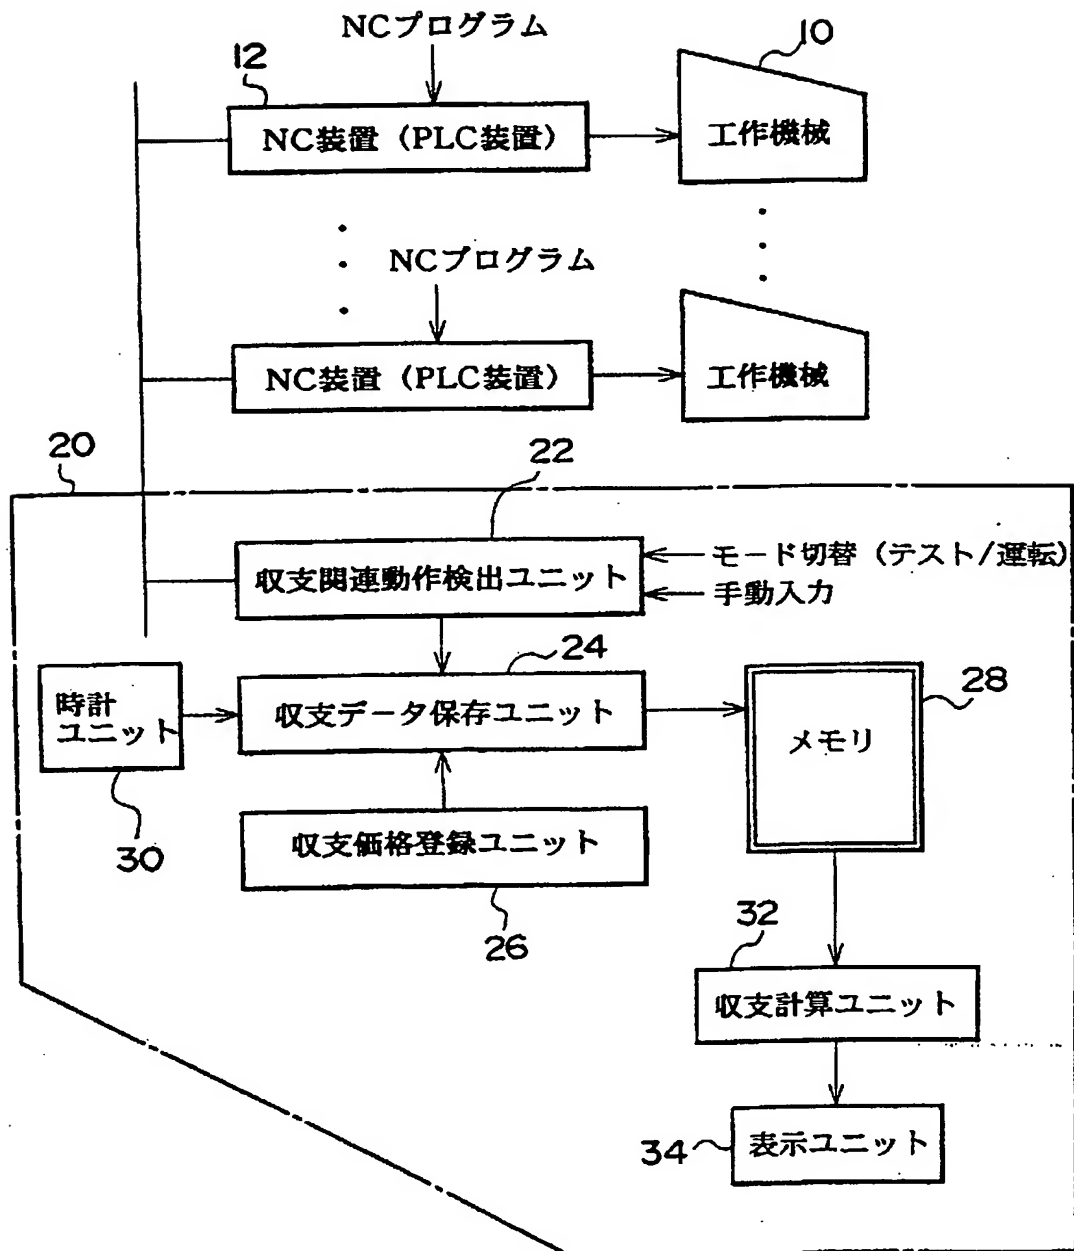 NCプログラム
12
10
NC装置（PLC装置）
工作機械
NCプログラム
NC装置（PLC装置）
工作機械
20
22
収支関連動作検出ユニット
モード切替（テスト/運転）
手動入力
24
28
時計
ユニット
収支データ保存ユニット
メモリ
30
収支価格登録ユニット
26
32
収支計算ユニット
34
表示ユニット